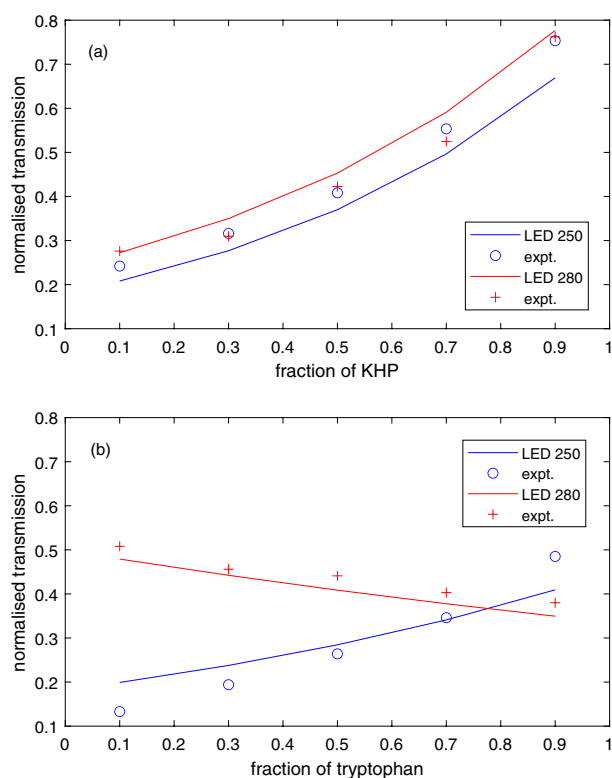 0.8
(a)
0.7
0.6
0.5
0.4
0.3
0.2
0.1
normalised transmission
LED 250
expt.
LED 280
expt.
0 0.1 0.2 0.3 0.4 0.5 0.6 0.7 0.8 0.9 1
fraction of KHP
0.8
(b)
0.7
0.6
0.5
0.4
0.3
0.2
0.1
normalised transmission
LED 250
expt.
LED 280
expt.
0 0.1 0.2 0.3 0.4 0.5 0.6 0.7 0.8 0.9 1
fraction of tryptophan